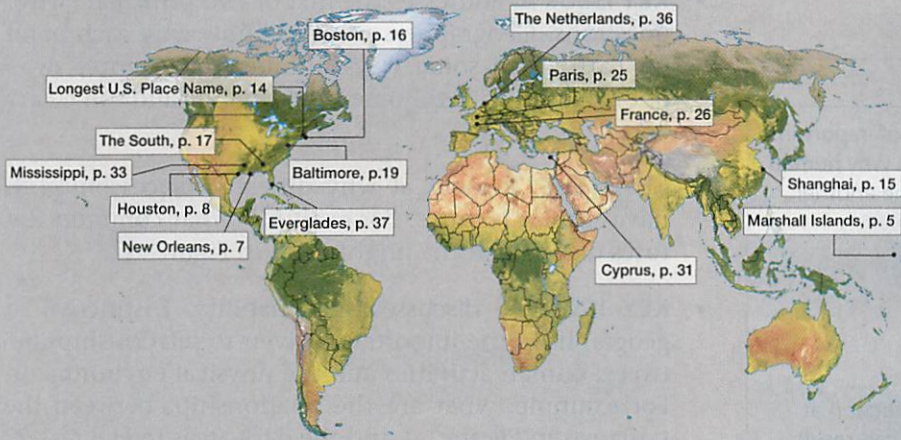 The Netherlands, p. 36
Boston, p. 16
Paris, p. 25
Longest U.S. Place Name, p. 14
France, p. 26
The South, p. 17
Mississippi, p. 33
Baltimore, p.19
Shanghai, p. 15
Houston, p. 8
Everglades, p. 37
Marshall Islands, p. 5
New Orleans, p. 7
Cyprus, p. 31